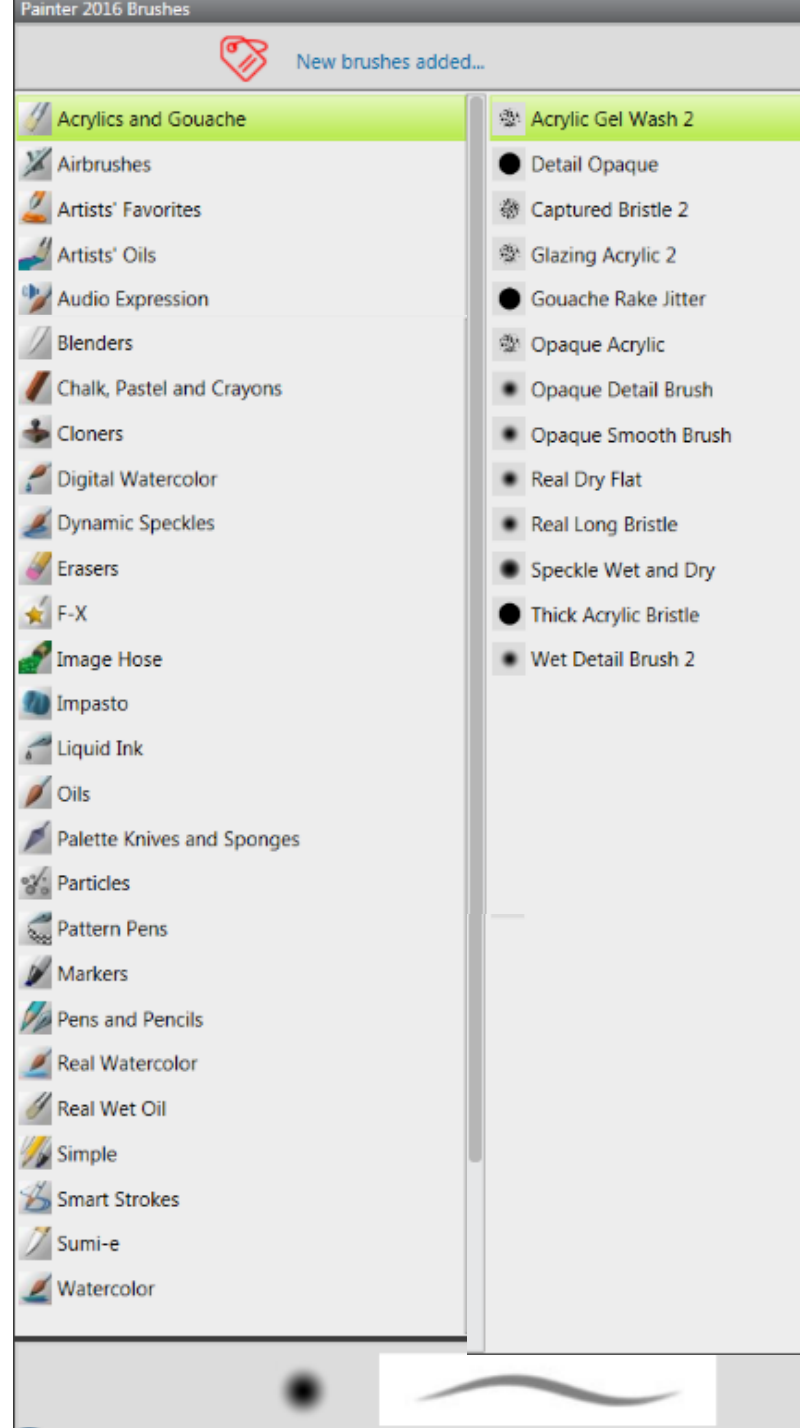 Painter 2016 Brushes
New brushes added...
Acrylics and Gouache
Airbrushes
Artists' Favorites
Artists' Oils
Audio Expression
Blenders
Chalk, Pastel and Crayons
Cloners
Digital Watercolor
Dynamic Speckles
Erasers
F-X
Image Hose
Impasto
Liquid Ink
Oils
Palette Knives and Sponges
Particles
Pattern Pens
Markers
Pens and Pencils
Real Watercolor
Real Wet Oil
Simple
Smart Strokes
Sumi-e
Watercolor
Acrylic Gel Wash 2
Detail Opaque
Captured Bristle 2
Glazing Acrylic 2
Gouache Rake Jitter
Opaque Acrylic
Opaque Detail Brush
Opaque Smooth Brush
Real Dry Flat
Real Long Bristle
Speckle Wet and Dry
Thick Acrylic Bristle
Wet Detail Brush 2